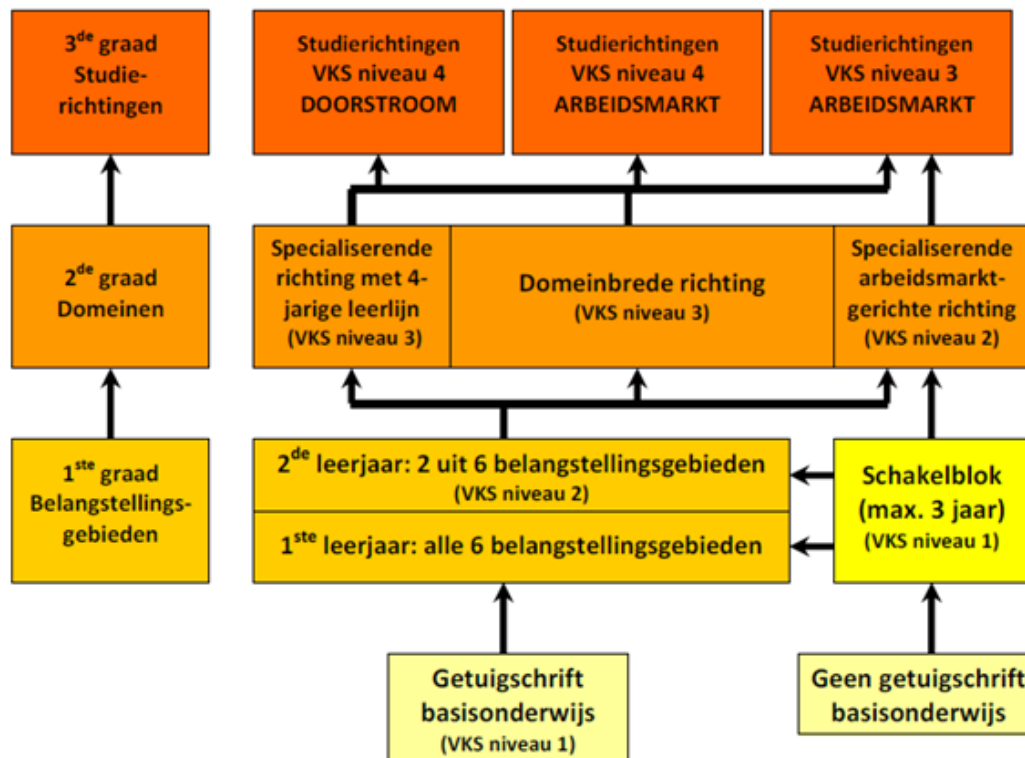 3de graad
Studie-
richtingen
Studierichtingen
VKS niveau 4
DOORSTROOM
Studierichtingen
VKS niveau 4
ARBEIDSMARKT
Studierichtingen
VKS niveau 3
ARBEIDSMARKT
2de graad
Domeinen
Specialiserende
richting met 4-
jarige leerlijn
(VKS niveau 3)
Domeinbrede richting
(VKS niveau 3)
Specialiserende
arbeidsmarkt-
gerichte richting
(VKS niveau 2)
1ste graad
Belangstellings-
gebieden
2de leerjaar: 2 uit 6 belangstellingsgebieden
(VKS niveau 2)
1ste leerjaar: alle 6 belangstellingsgebieden
Schakelblok
(max. 3 jaar)
(VKS niveau 1)
Getuigschrift
basisonderwijs
(VKS niveau 1)
Geen getuigschrift
basisonderwijs